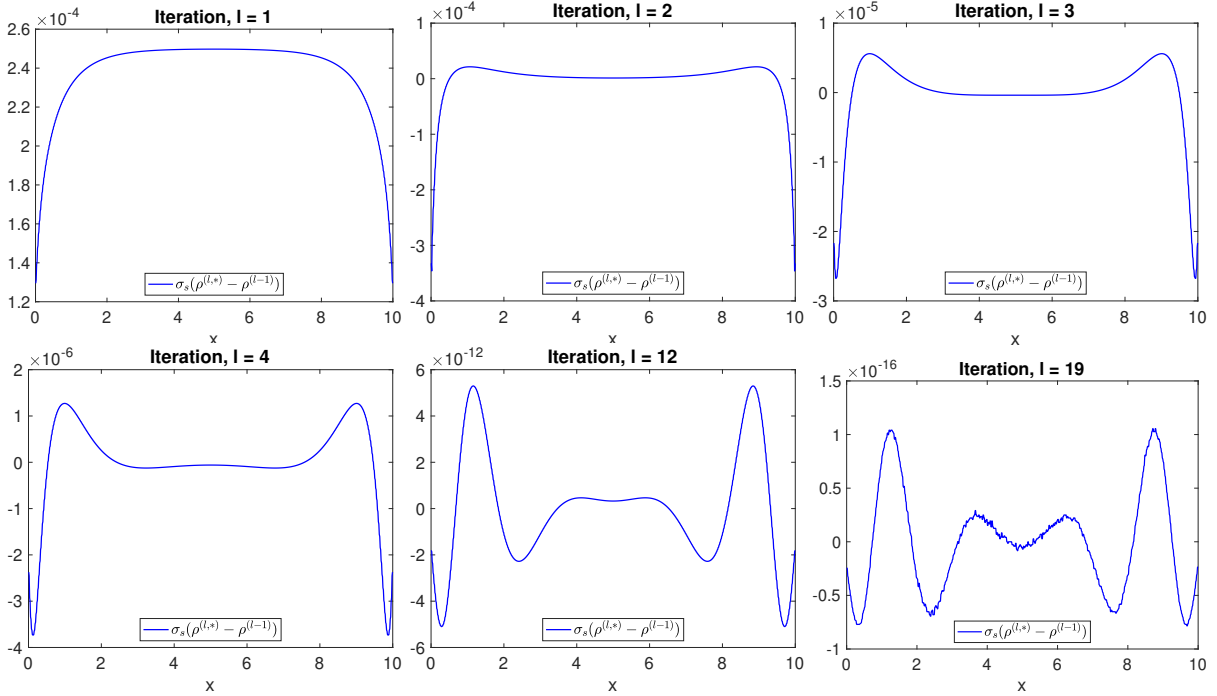 ×10⁻⁴
Iteration, l = 1
2.6
2.4
2.2
2
1.8
1.6
1.4
1.2
σ_s(ρ^(l,*) − ρ^(l−1))
0 2 4 6 8 10
x
×10⁻⁴
Iteration, l = 2
1
0
-1
-2
-3
-4
σ_s(ρ^(l,*) − ρ^(l−1))
0 2 4 6 8 10
x
×10⁻⁵
Iteration, l = 3
1
0
-1
-2
-3
σ_s(ρ^(l,*) − ρ^(l−1))
0 2 4 6 8 10
x
×10⁻⁶
Iteration, l = 4
2
1
0
-1
-2
-3
-4
σ_s(ρ^(l,*) − ρ^(l−1))
0 2 4 6 8 10
x
×10⁻¹²
Iteration, l = 12
6
4
2
0
-2
-4
-6
σ_s(ρ^(l,*) − ρ^(l−1))
0 2 4 6 8 10
x
×10⁻¹⁶
Iteration, l = 19
1.5
1
0.5
0
-0.5
-1
σ_s(ρ^(l,*) − ρ^(l−1))
0 2 4 6 8 10
x